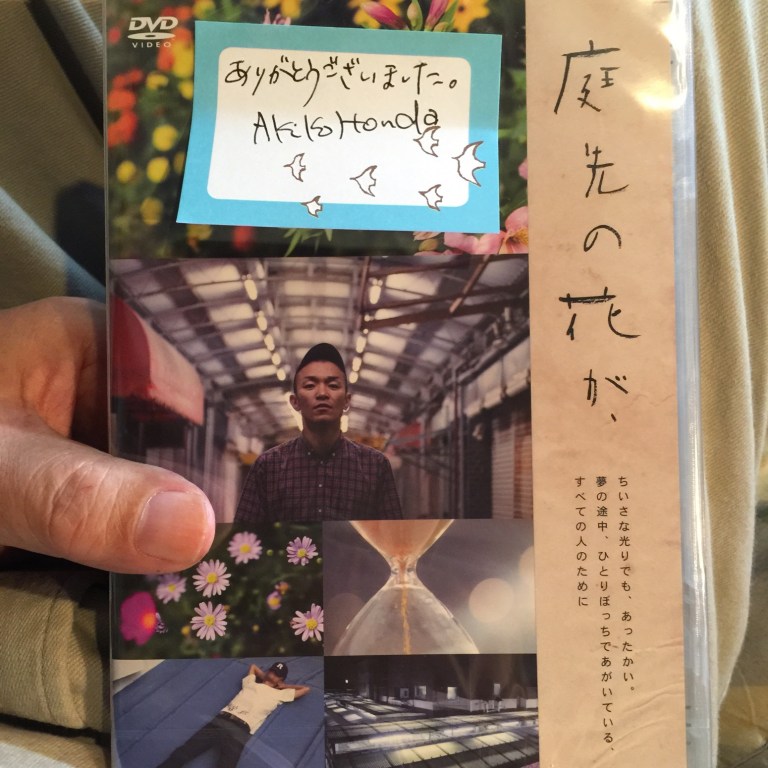 DVD
VIDEO
ありがとうございました。
Akiko Honda
庭先の花が、
ちいさな光りでも、あったかい。
夢の途中、ひとりぼっちであがいている、
すべての人のために